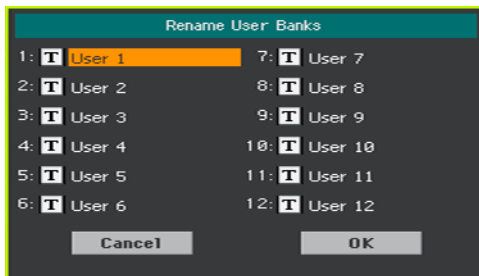 Rename User Banks
1: T User 1
2: T User 2
3: T User 3
4: T User 4
5: T User 5
6: T User 6
7: T User 7
8: T User 8
9: T User 9
10: T User 10
11: T User 11
12: T User 12
Cancel
OK